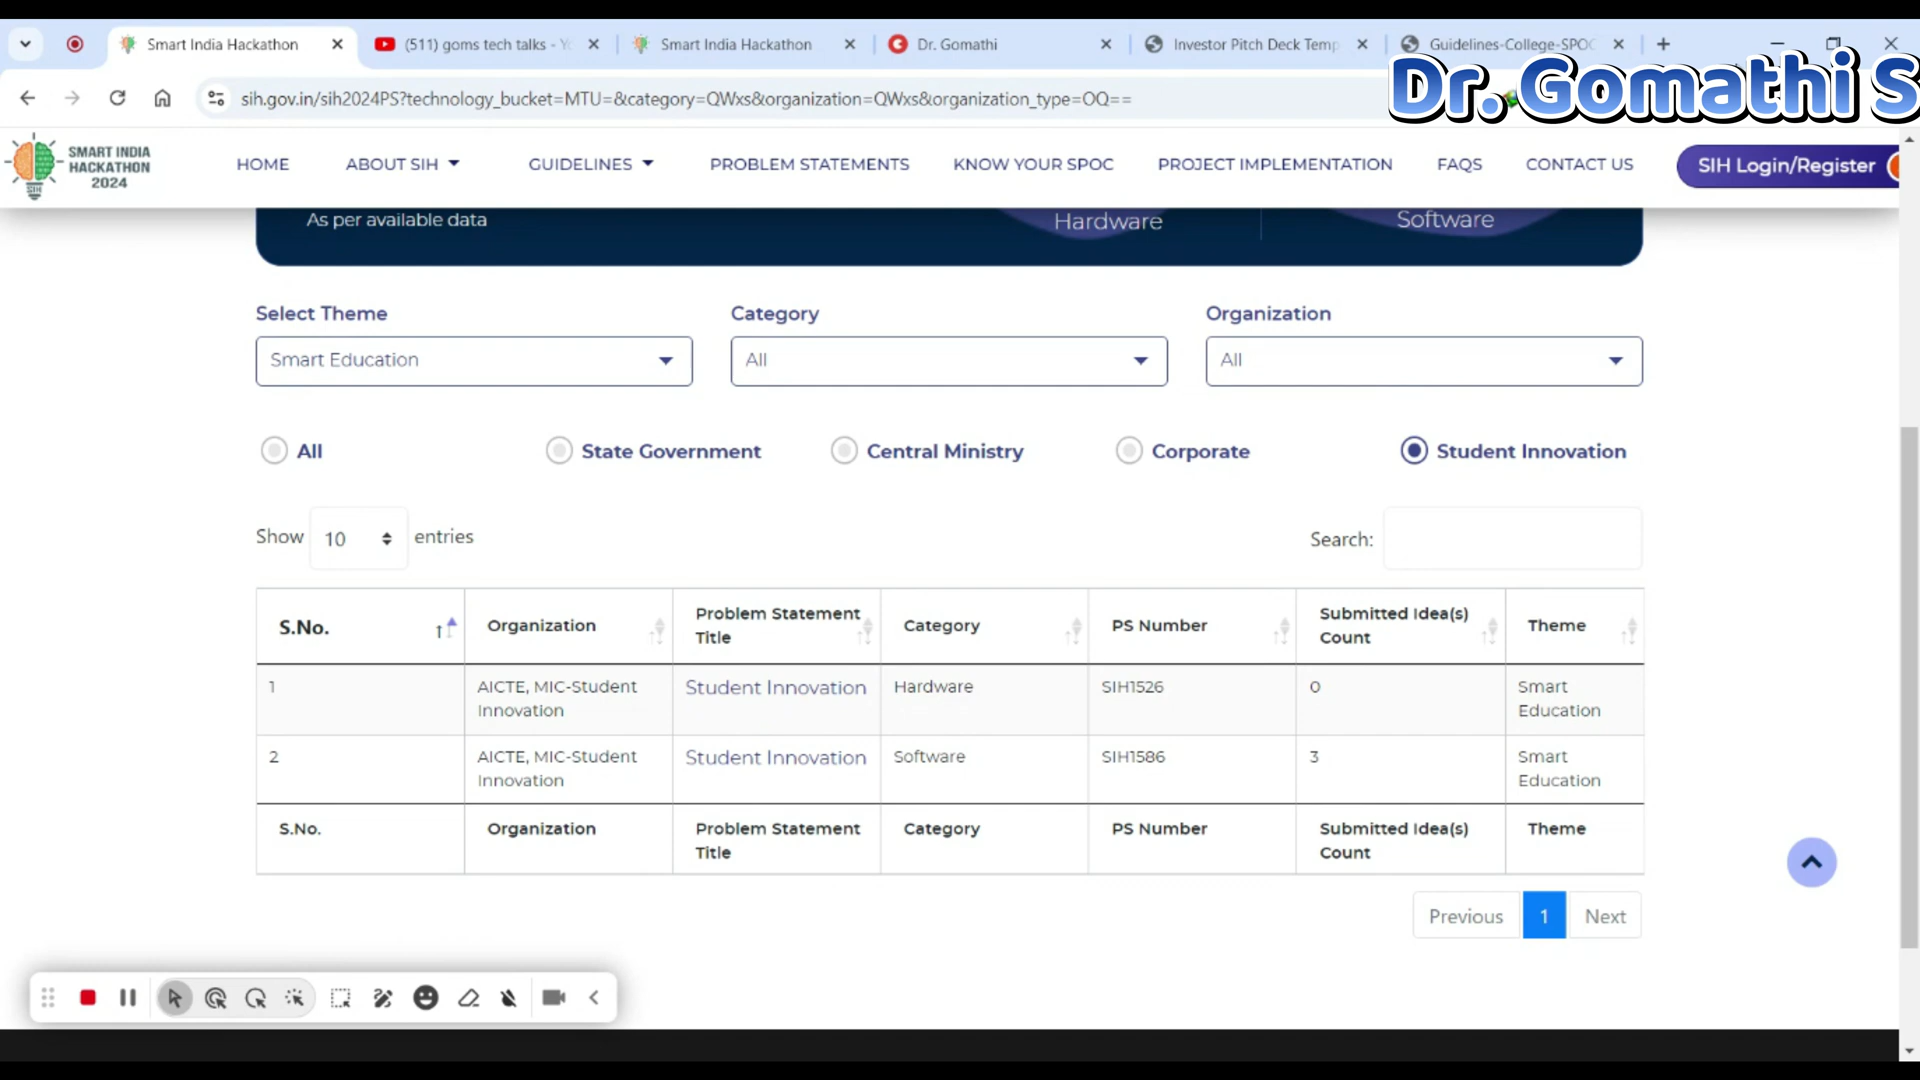 Smart India Hackathon
(511) goms tech talks - Yo
Smart India Hackathon
Dr. Gomathi
Investor Pitch Deck Temp
Guidelines-College-SPOC
Dr. Gomathi S
sih.gov.in/sih2024PS?technology_bucket=MTU=&category=QWxs&organization=QWxs&organization_type=OQ==
SMART INDIA
HACKATHON
2024
SIH
HOME
ABOUT SIH
GUIDELINES
PROBLEM STATEMENTS
KNOW YOUR SPOC
PROJECT IMPLEMENTATION
FAQS
CONTACT US
SIH Login/Register
As per available data
Hardware
Software
Select Theme
Category
Organization
Smart Education
All
All
All
State Government
Central Ministry
Corporate
Student Innovation
Show 10 entries
Search:
S.No.
Organization
Problem Statement
Title
Category
PS Number
Submitted Idea(s)
Count
Theme
1
AICTE, MIC-Student
Innovation
Student Innovation
Hardware
SIH1526
0
Smart
Education
2
AICTE, MIC-Student
Innovation
Student Innovation
Software
SIH1586
3
Smart
Education
S.No.
Organization
Problem Statement
Title
Category
PS Number
Submitted Idea(s)
Count
Theme
Previous
1
Next